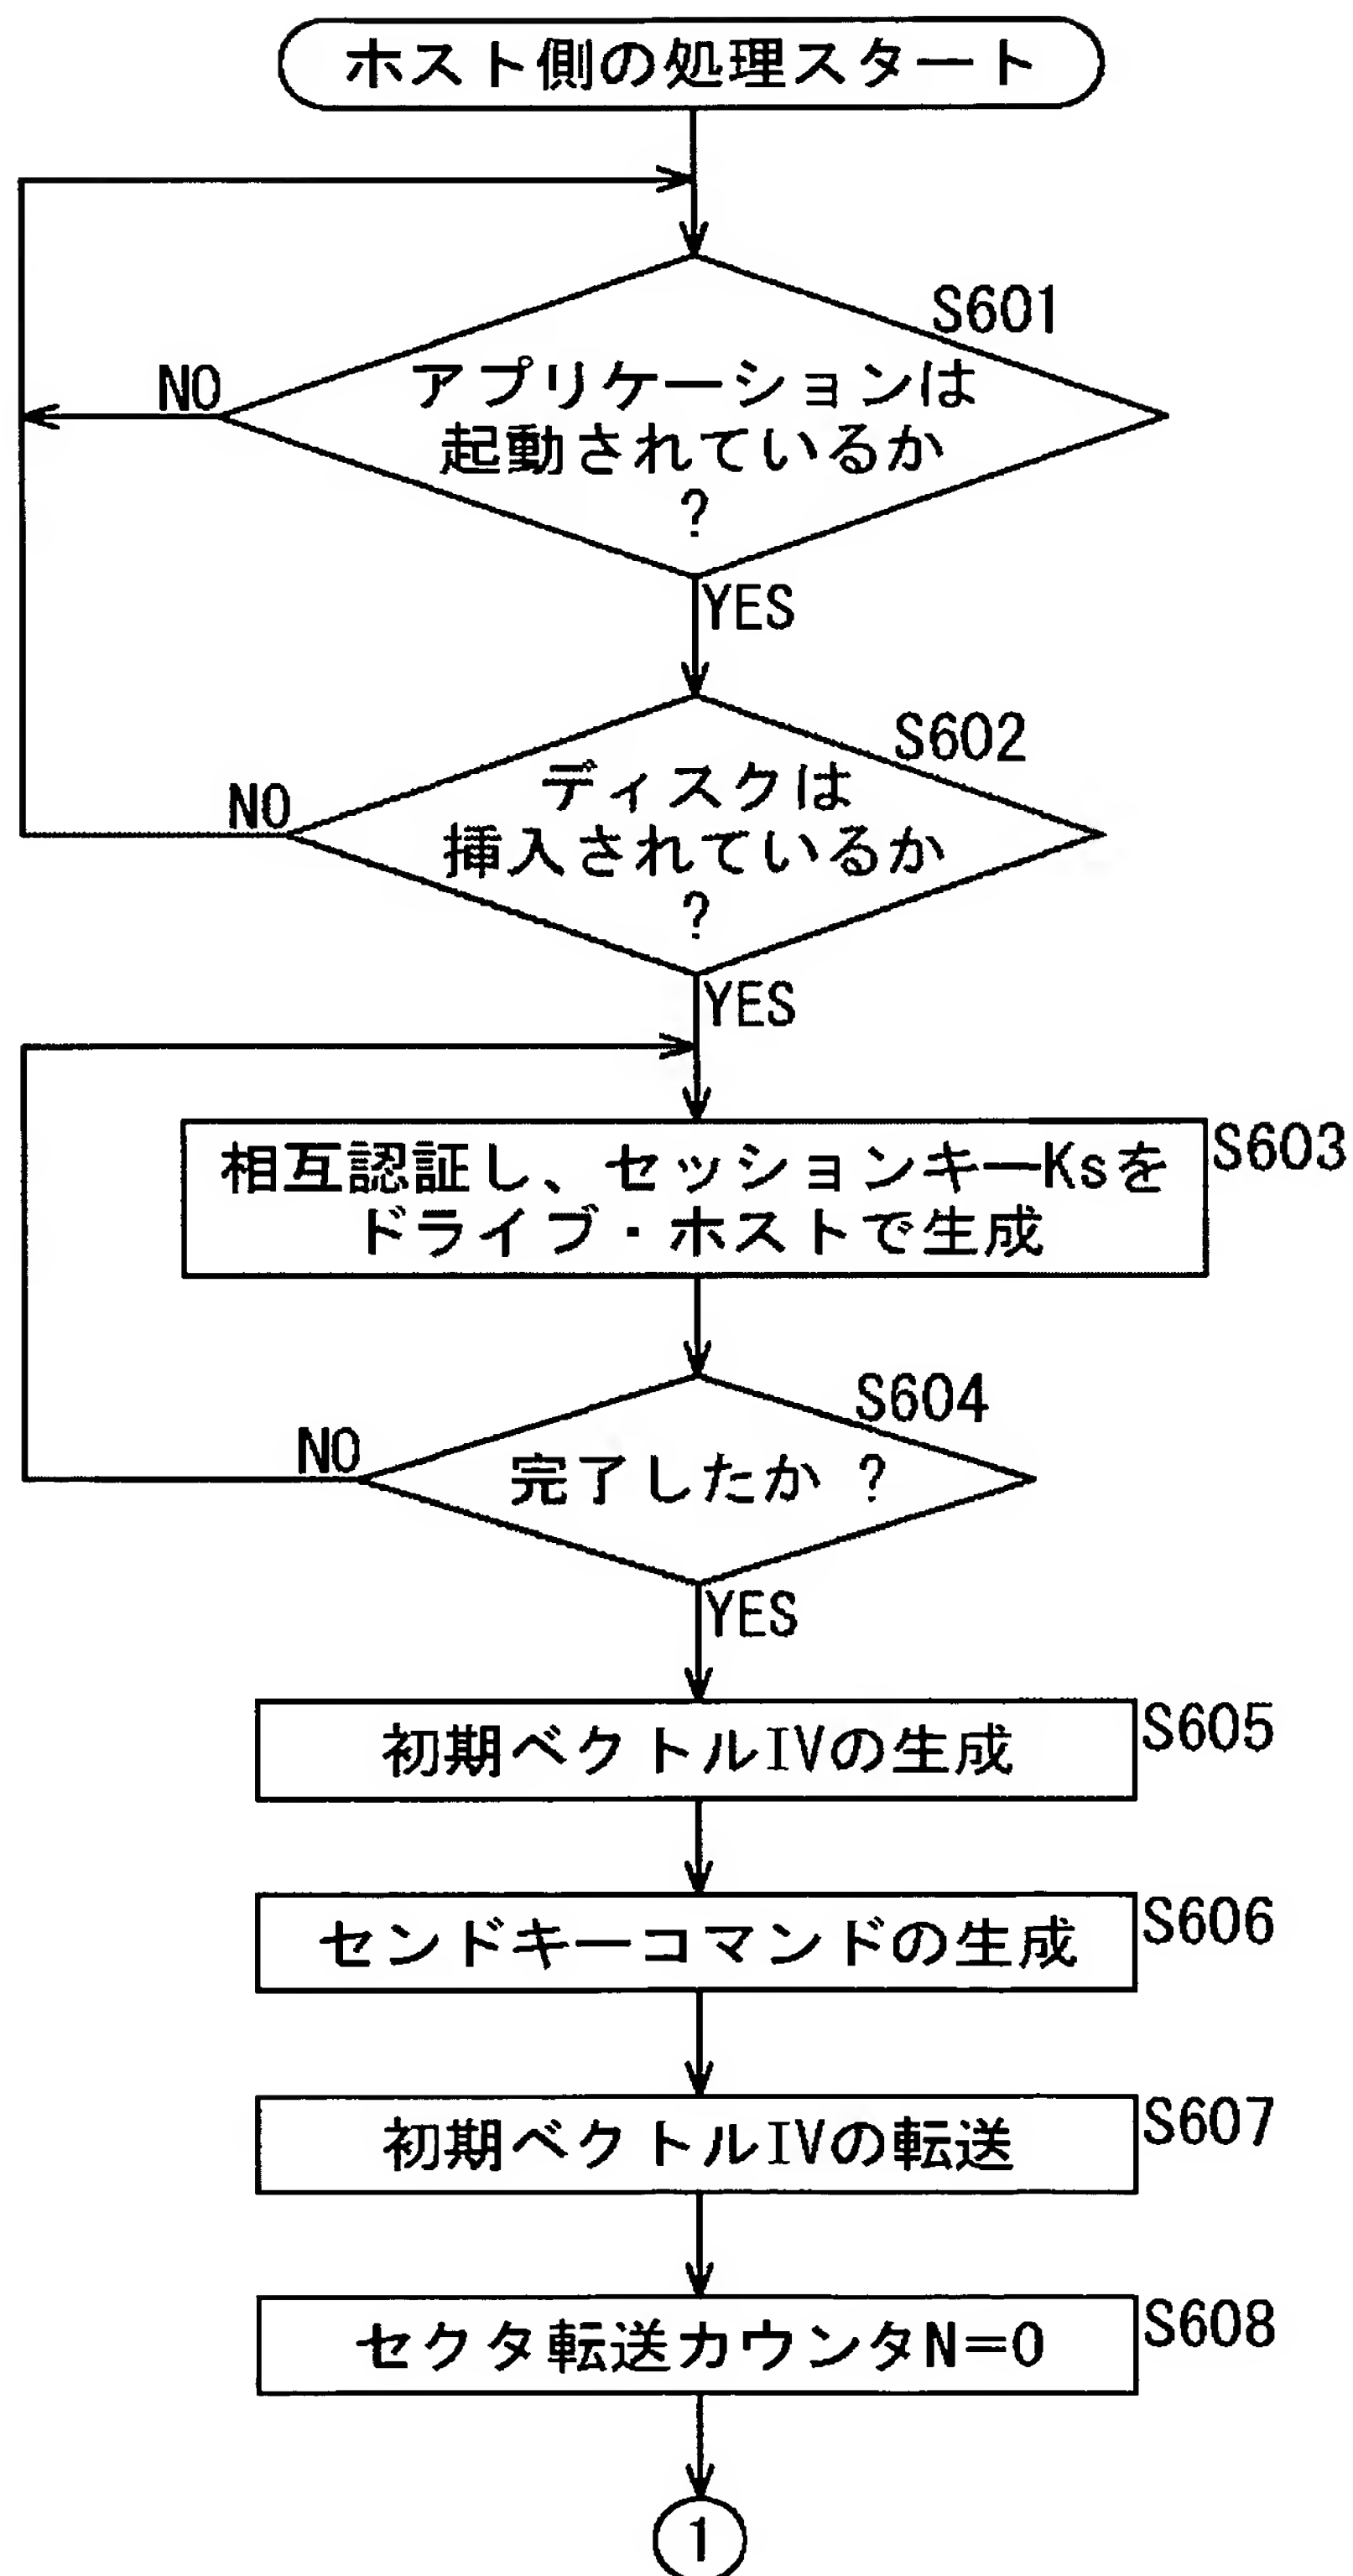 ホスト側の処理スタート
S601
NO
アプリケーションは
起動されているか
?
YES
S602
NO
ディスクは
挿入されているか
?
YES
相互認証し、セッションキーKsを
ドライブ・ホストで生成
S603
S604
NO
完了したか ?
YES
初期ベクトルIVの生成
S605
センドキーコマンドの生成
S606
初期ベクトルIVの転送
S607
セクタ転送カウンタN=0
S608
1